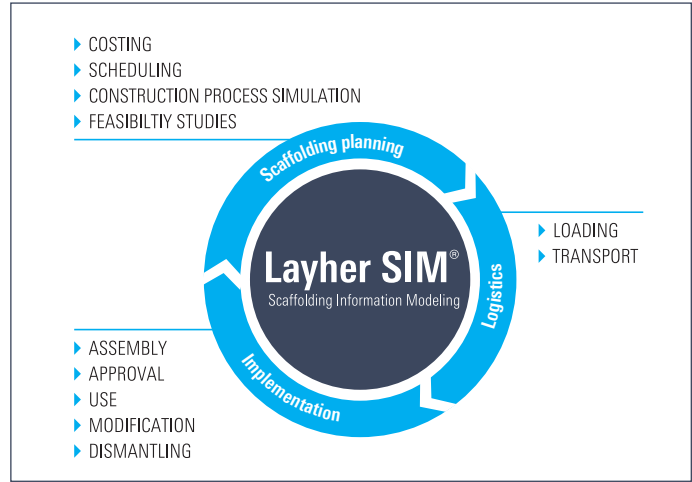 COSTING
SCHEDULING
CONSTRUCTION PROCESS SIMULATION
FEASIBILTIY STUDIES
Scaffolding planning
LOADING
TRANSPORT
Logistics
Layher SIM®
Scaffolding Information Modeling
Implementation
ASSEMBLY
APPROVAL
USE
MODIFICATION
DISMANTLING